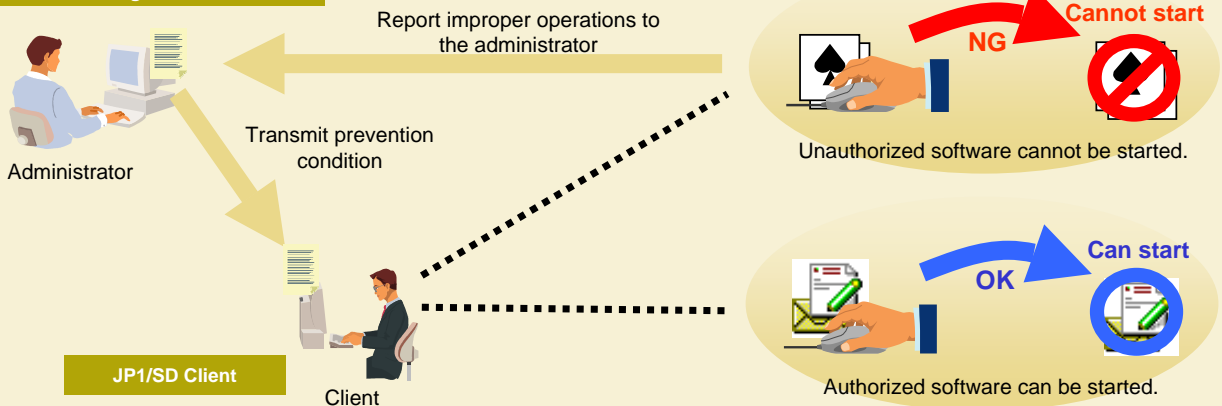 Report improper operations to
the administrator
Cannot start
NG
Transmit prevention
condition
Administrator
Unauthorized software cannot be started.
Can start
OK
JP1/SD Client
Client
Authorized software can be started.